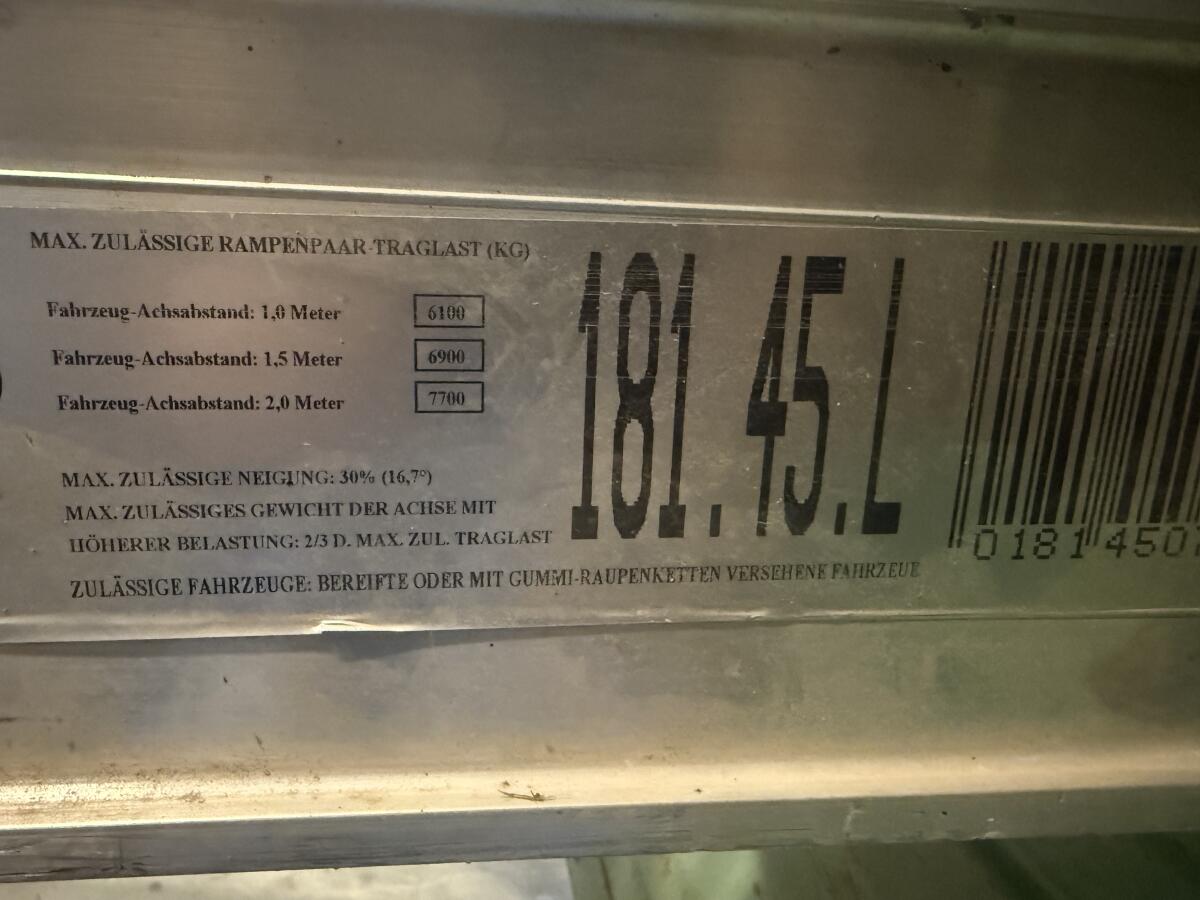 MAX. ZULÄSSIGE RAMPENPAAR-TRAGLAST (KG)
Fahrzeug-Achsabstand: 1,0 Meter 6100
Fahrzeug-Achsabstand: 1,5 Meter 6900
Fahrzeug-Achsabstand: 2,0 Meter 7700
MAX. ZULÄSSIGE NEIGUNG: 30% (16,7°)
MAX. ZULÄSSIGES GEWICHT DER ACHSE MIT
HÖHERER BELASTUNG: 2/3 D. MAX. ZUL. TRAGLAST
ZULÄSSIGE FAHRZEUGE: BEREIFTE ODER MIT GUMMI-RAUPENKETTEN VERSEHENE FAHRZEUE
181.45.L
0181450